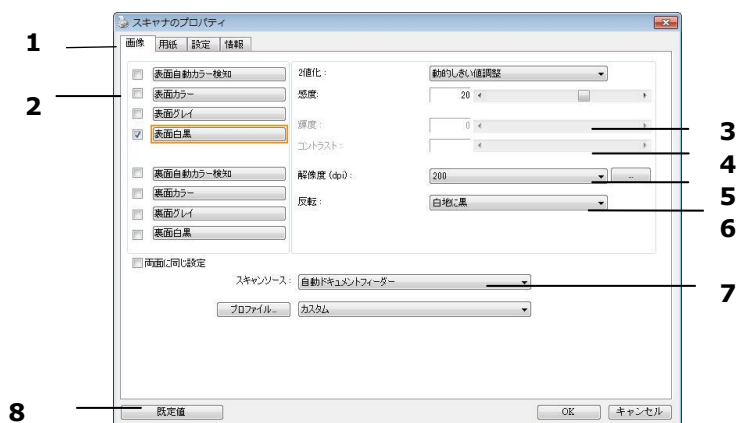 スキャナのプロパティ
1
画像 用紙 設定 情報
2
表面自動カラー検知
表面カラー
表面グレイ
表面白黒
裏面自動カラー検知
裏面カラー
裏面グレイ
裏面白黒
2値化: 動的しきい値調整
感度: 20
輝度: 0
コントラスト:
解像度 (dpi): 200 ...
反転: 白地に黒
3
4
5
6
両面に同じ設定
スキャンソース: 自動ドキュメントフィーダー
7
プロファイル... カスタム
8
既定値 OK キャンセル